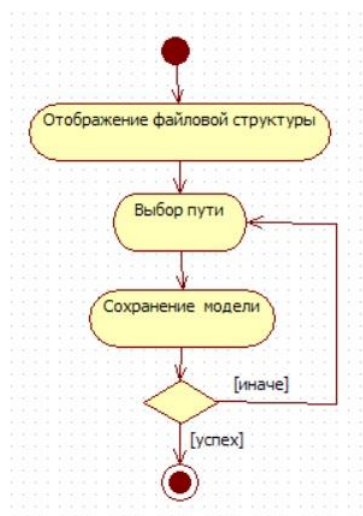 Отображение файловой структуры
Выбор пути
Сохранение модели
[иначе]
[успех]